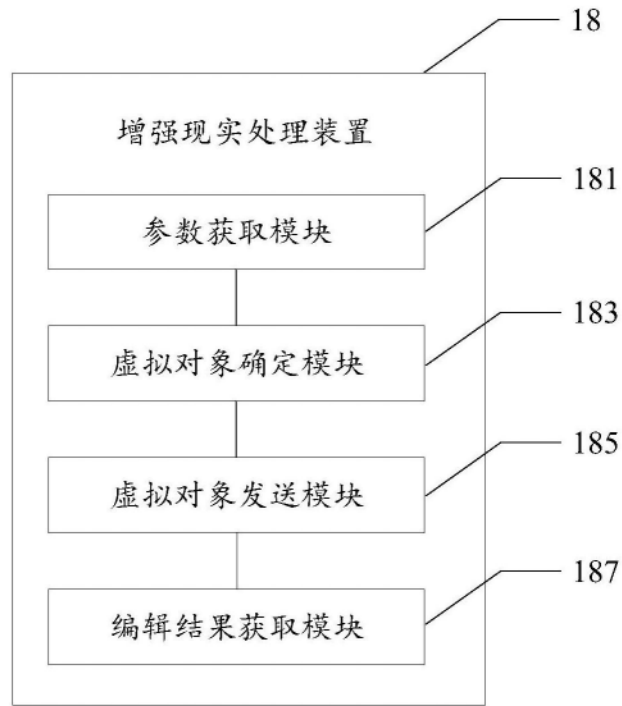 18
增强现实处理装置
181
参数获取模块
183
虚拟对象确定模块
185
虚拟对象发送模块
187
编辑结果获取模块